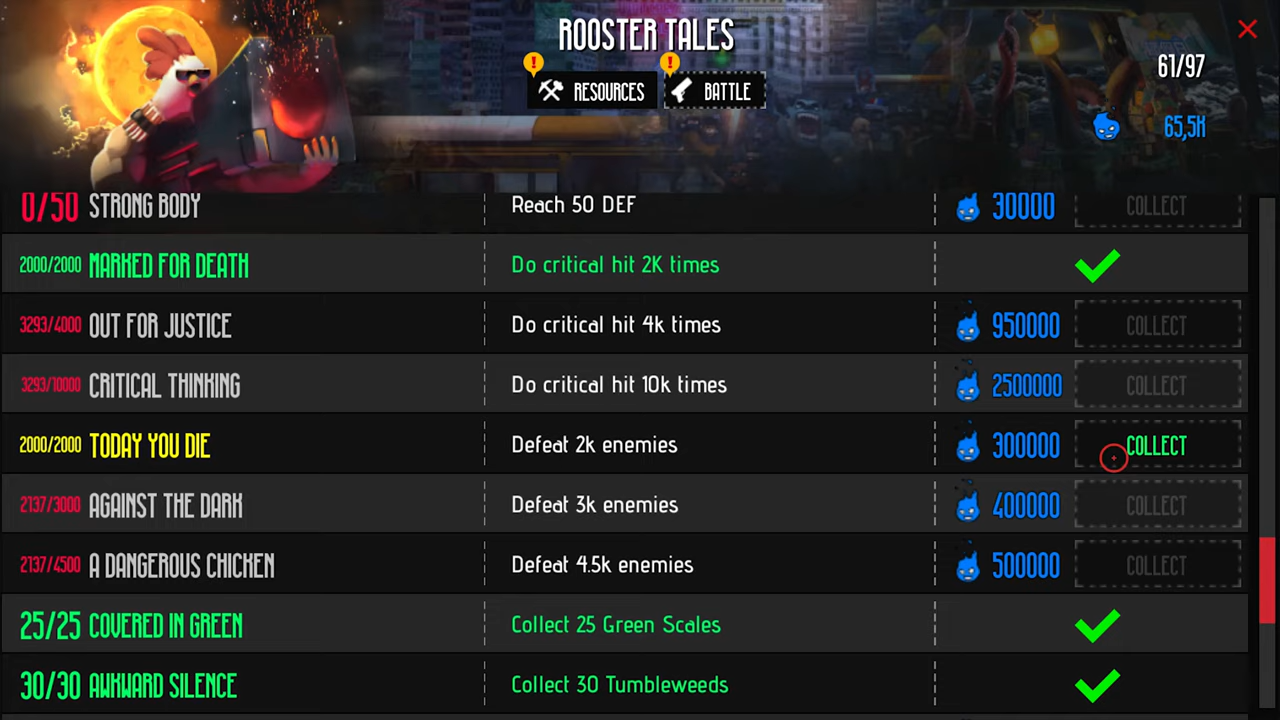 ROOSTER TALES
! RESOURCES
! BATTLE
61/97
65,5K
0/50 STRONG BODY Reach 50 DEF 30000 COLLECT
2000/2000 MARKED FOR DEATH Do critical hit 2K times
3293/4000 OUT FOR JUSTICE Do critical hit 4k times 950000 COLLECT
3293/10000 CRITICAL THINKING Do critical hit 10k times 2500000 COLLECT
2000/2000 TODAY YOU DIE Defeat 2k enemies 300000 COLLECT
2137/3000 AGAINST THE DARK Defeat 3k enemies 400000 COLLECT
2137/4500 A DANGEROUS CHICKEN Defeat 4.5k enemies 500000 COLLECT
25/25 COVERED IN GREEN Collect 25 Green Scales
30/30 AWKWARD SILENCE Collect 30 Tumbleweeds